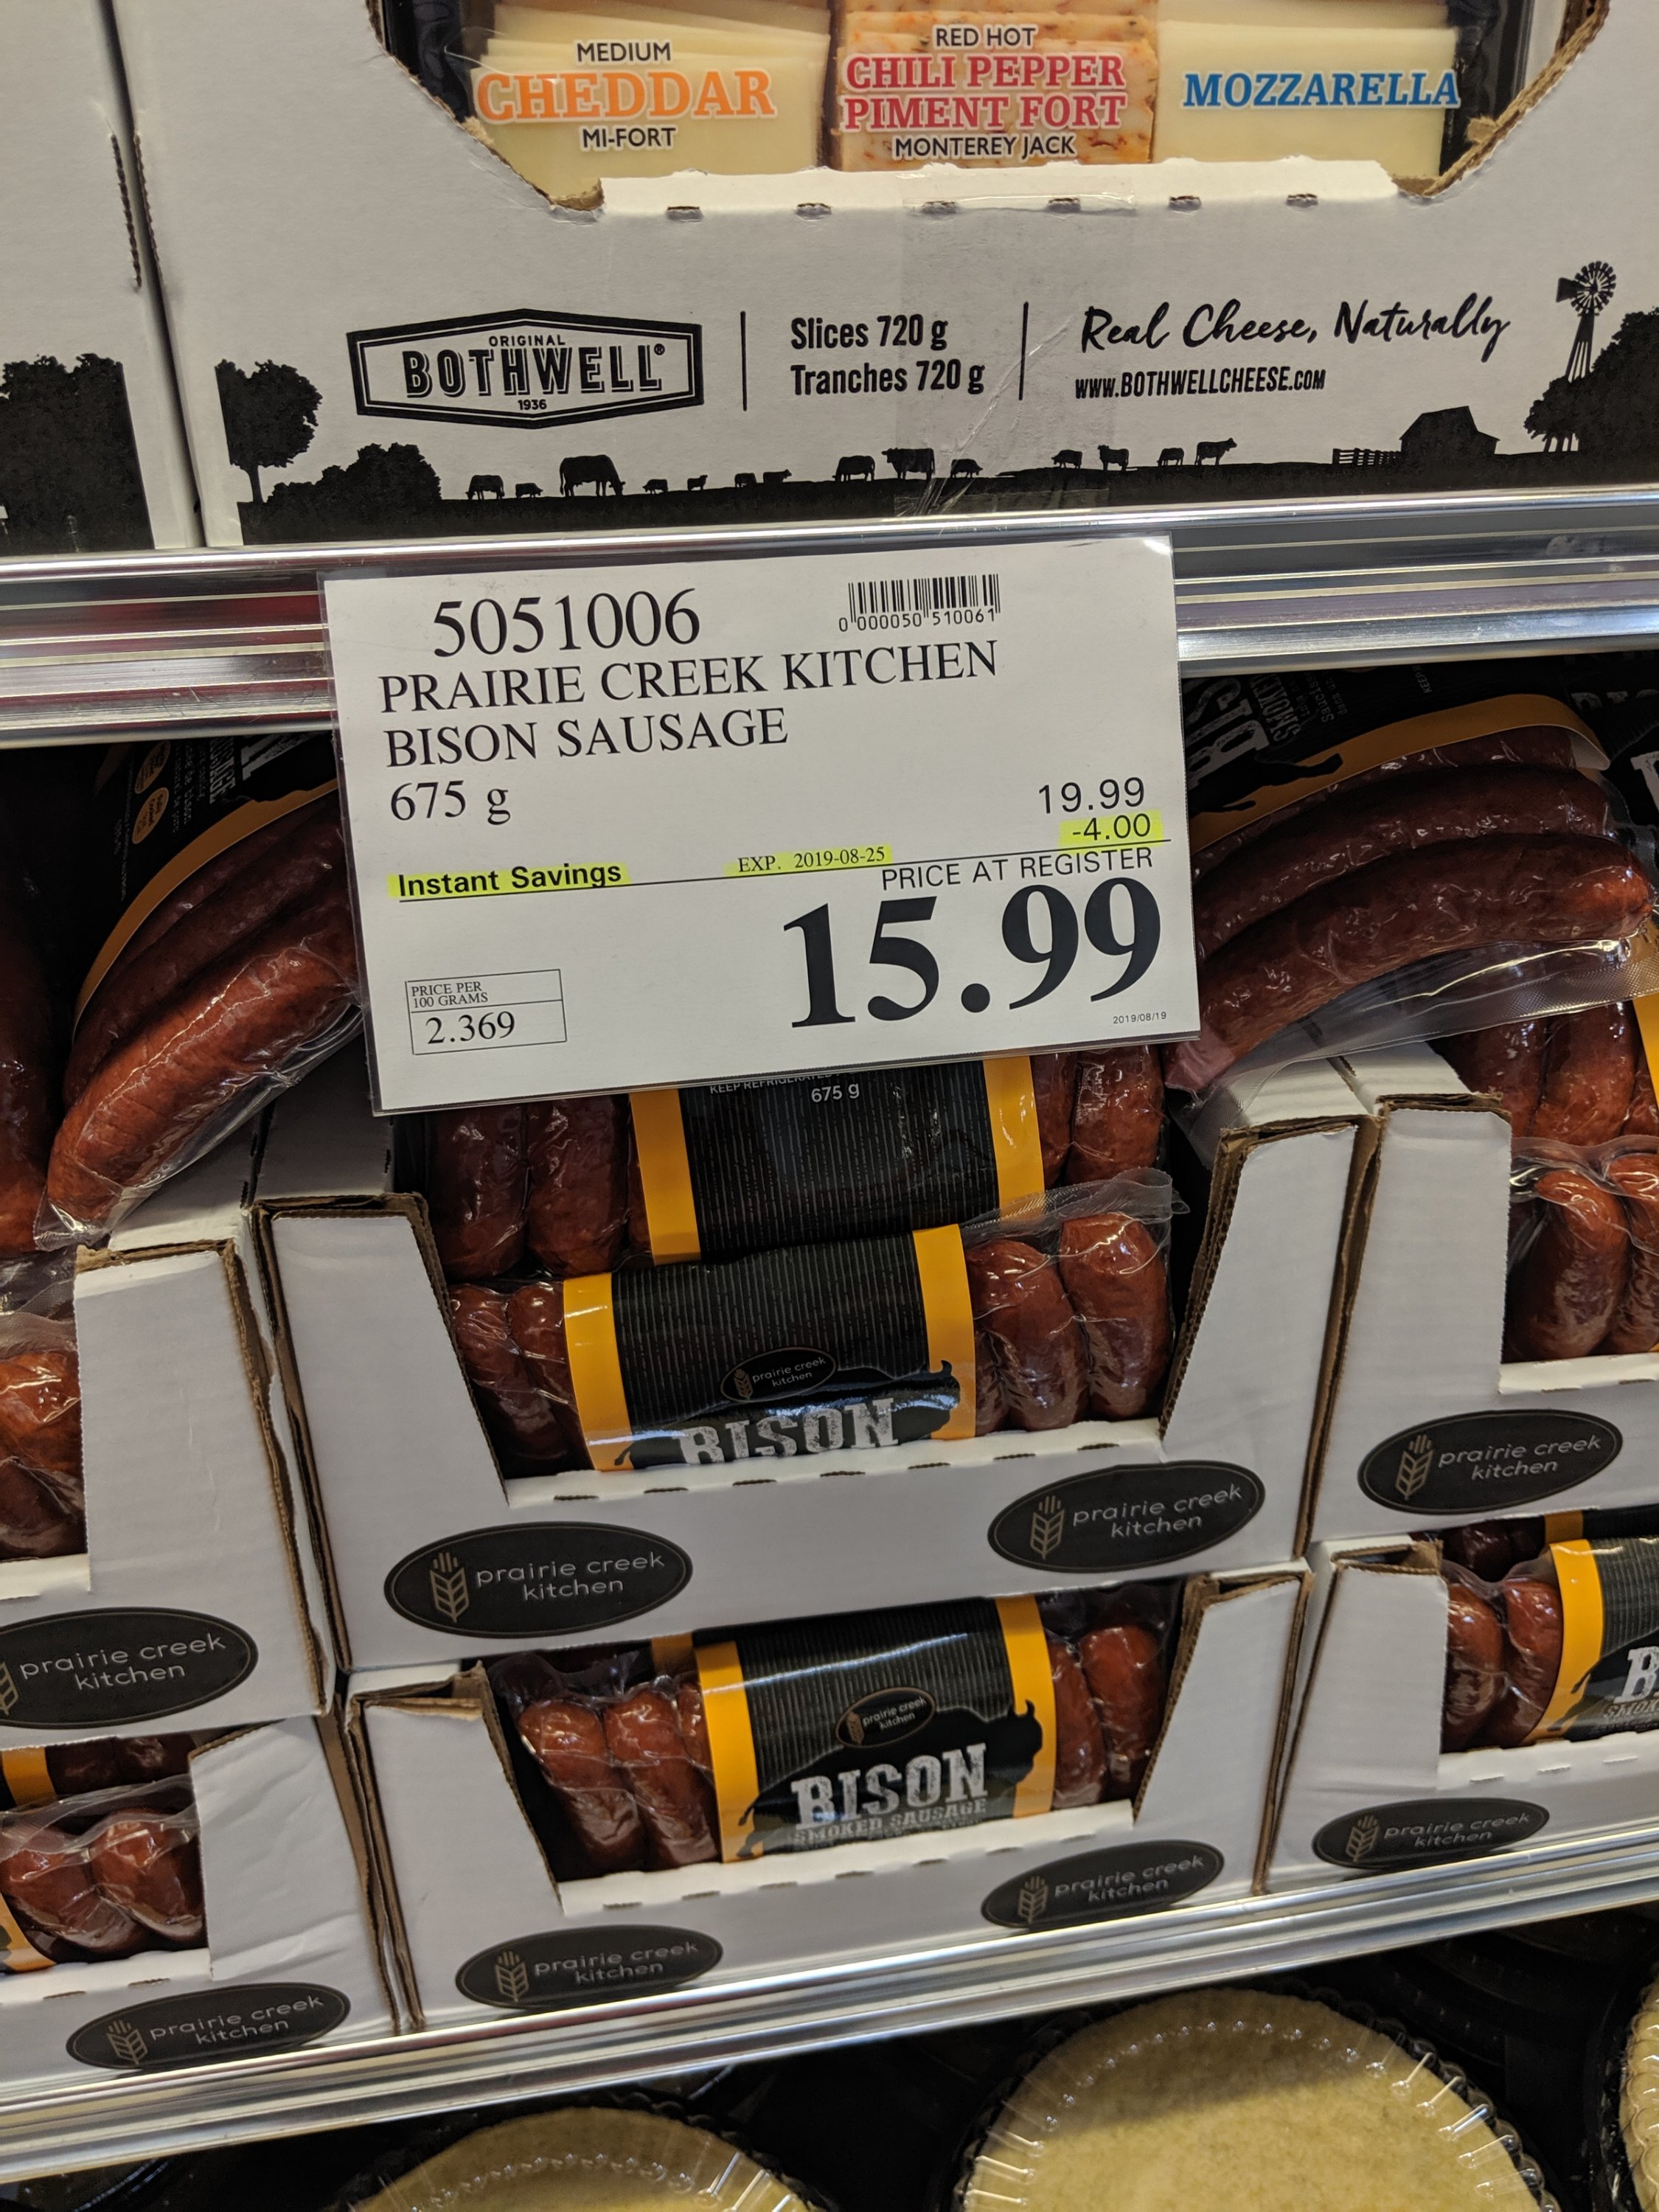 MEDIUM
CHEDDAR
MI-FORT
RED HOT
CHILI PEPPER
PIMENT FORT
MONTEREY JACK
MOZZARELLA
ORIGINAL
BOTHWELL®
1936
Slices 720 g
Tranches 720 g
Real Cheese, Naturally
WWW.BOTHWELLCHEESE.COM
5051006
0 000050 510061
PRAIRIE CREEK KITCHEN
BISON SAUSAGE
675 g
19.99
-4.00
Instant Savings
EXP. 2019-08-25
PRICE AT REGISTER
15.99
PRICE PER
100 GRAMS
2.369
2019/08/19
KEEP REFRIGERATED
675 g
prairie creek
kitchen
BISON
prairie creek
kitchen
prairie creek
kitchen
prairie creek
kitchen
prairie creek
kitchen
prairie creek
kitchen
BISON
SMOKED SAUSAGE
prairie creek
kitchen
prairie creek
kitchen
prairie creek
kitchen
prairie creek
kitchen